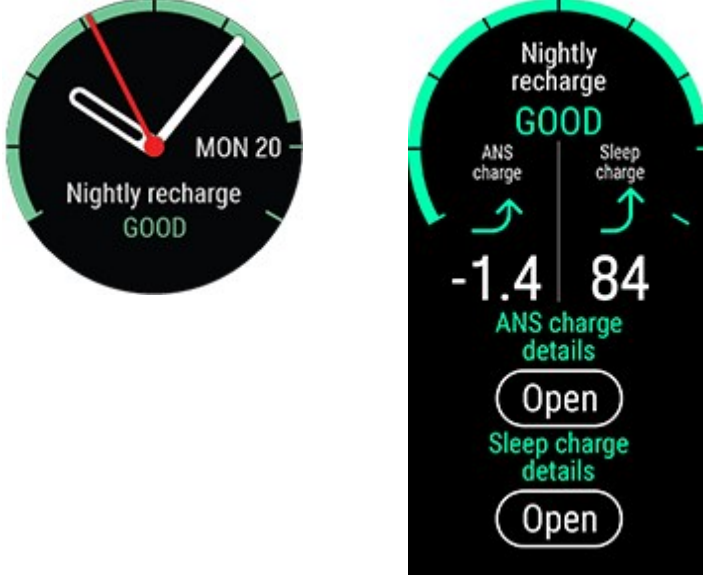 MON 20
Nightly recharge
GOOD
Nightly
recharge
GOOD
ANS
charge
Sleep
charge
-1.4
84
ANS charge
details
Open
Sleep charge
details
Open